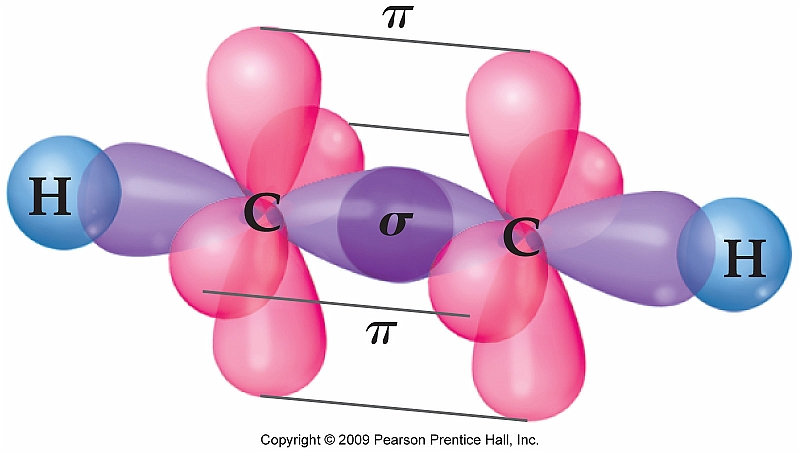 π
H
C
σ
C
H
π
Copyright © 2009 Pearson Prentice Hall, Inc.